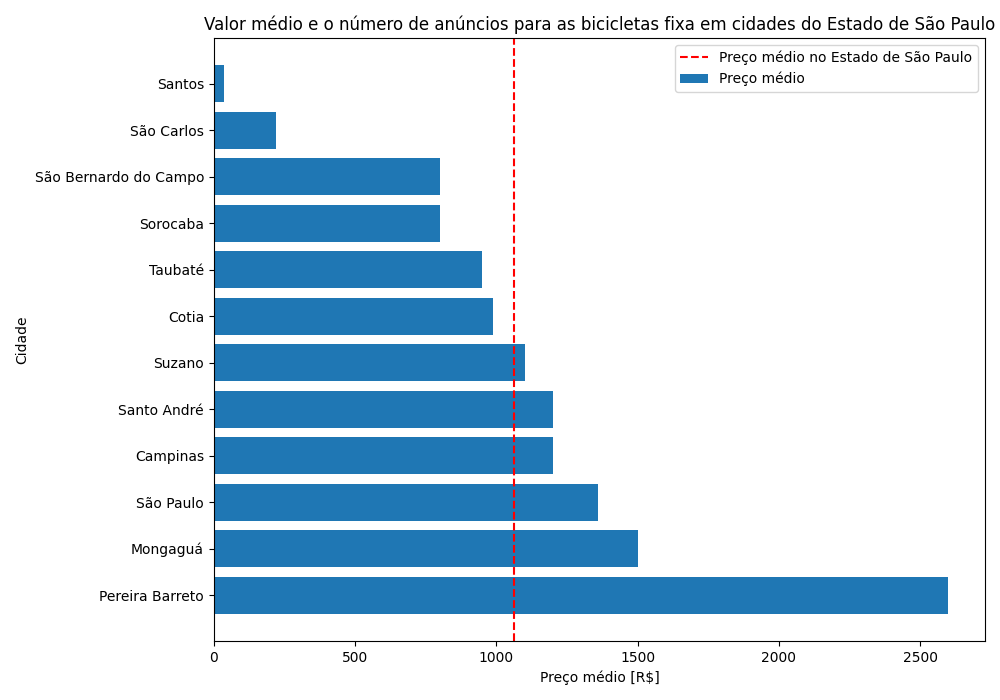 Valor médio e o número de anúncios para as bicicletas fixa em cidades do Estado de São Paulo
Preço médio no Estado de São Paulo
Preço médio
Cidade
Santos
São Carlos
São Bernardo do Campo
Sorocaba
Taubaté
Cotia
Suzano
Santo André
Campinas
São Paulo
Mongaguá
Pereira Barreto
0 500 1000 1500 2000 2500
Preço médio [R$]